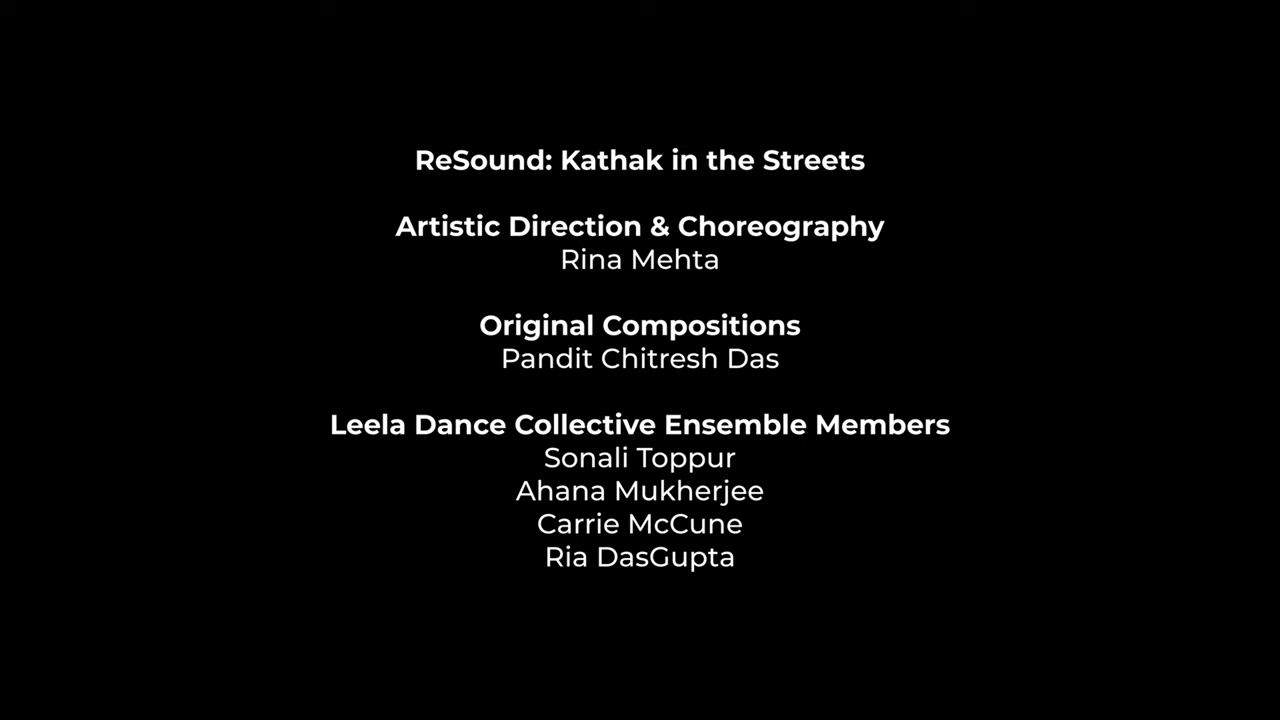 ReSound: Kathak in the Streets
Artistic Direction & Choreography
Rina Mehta
Original Compositions
Pandit Chitresh Das
Leela Dance Collective Ensemble Members
Sonali Toppur
Ahana Mukherjee
Carrie McCune
Ria DasGupta